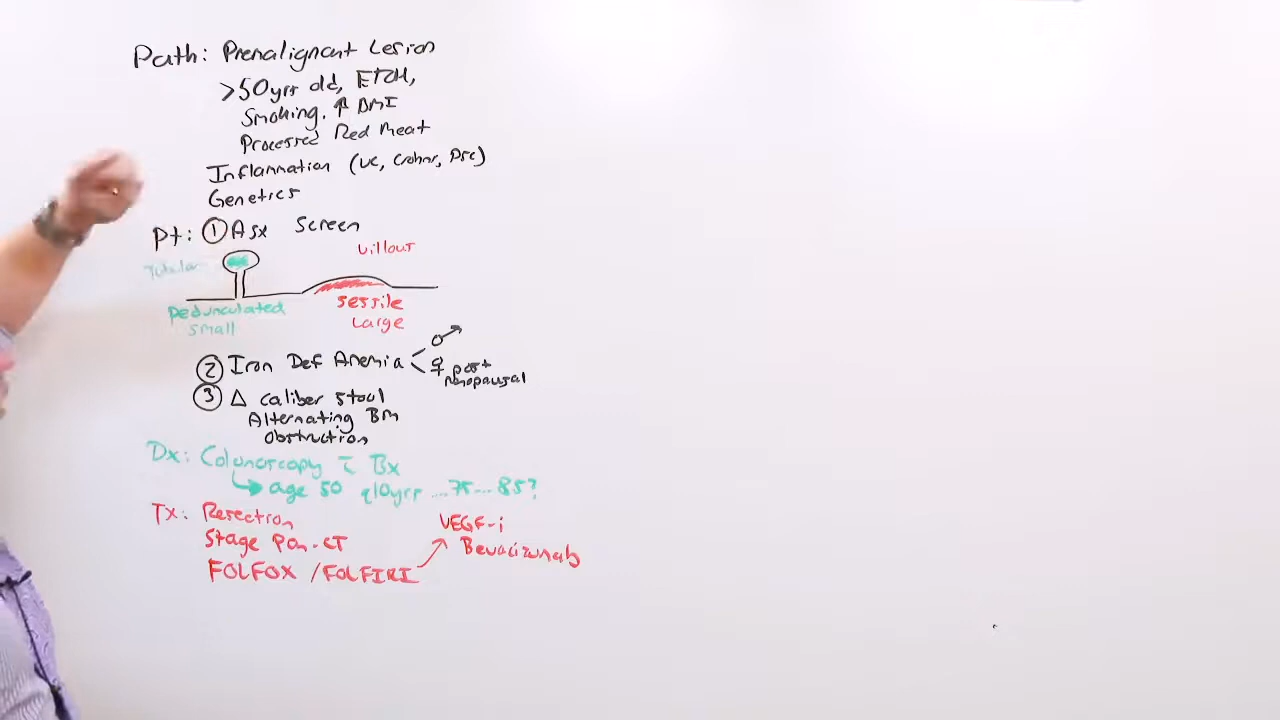 Path: Premalignant Lesion
>50yrs old, ETOH,
Smoking, ↑ BMI
Processed Red Meat
Inflammation (UC, Crohns, PSC)
Genetics
Pt: ① Asx Screen
villous
Tubular
Pedunculated
small
sessile
Large
② Iron Def Anemia < ♂
♀ post
menopausal
③ Δ caliber stool
Alternating BM
Obstruction
Dx: Colonoscopy c̄ Bx
↳ age 50 q10yrs ...75...85?
Tx: Resection
Stage Pan-CT
FOLFOX / FOLFIRI
VEGF-i
Bevacizumab